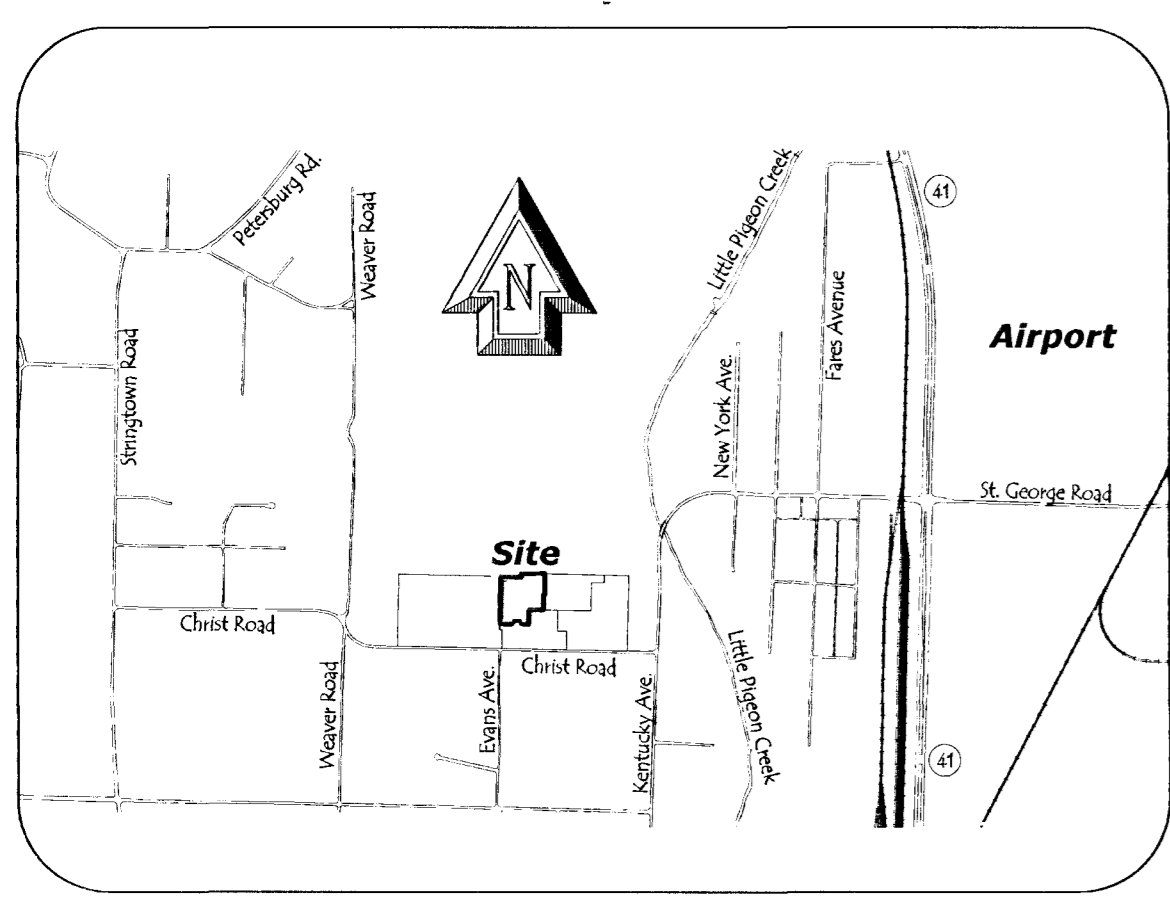 Petersburg Rd.
Weaver Road
Little Pigeon Creek
41
N
Fares Avenue
Airport
Stringtown Road
New York Ave.
St. George Road
Site
Christ Road
Christ Road
Weaver Road
Evans Ave.
Kentucky Ave.
Little Pigeon Creek
41